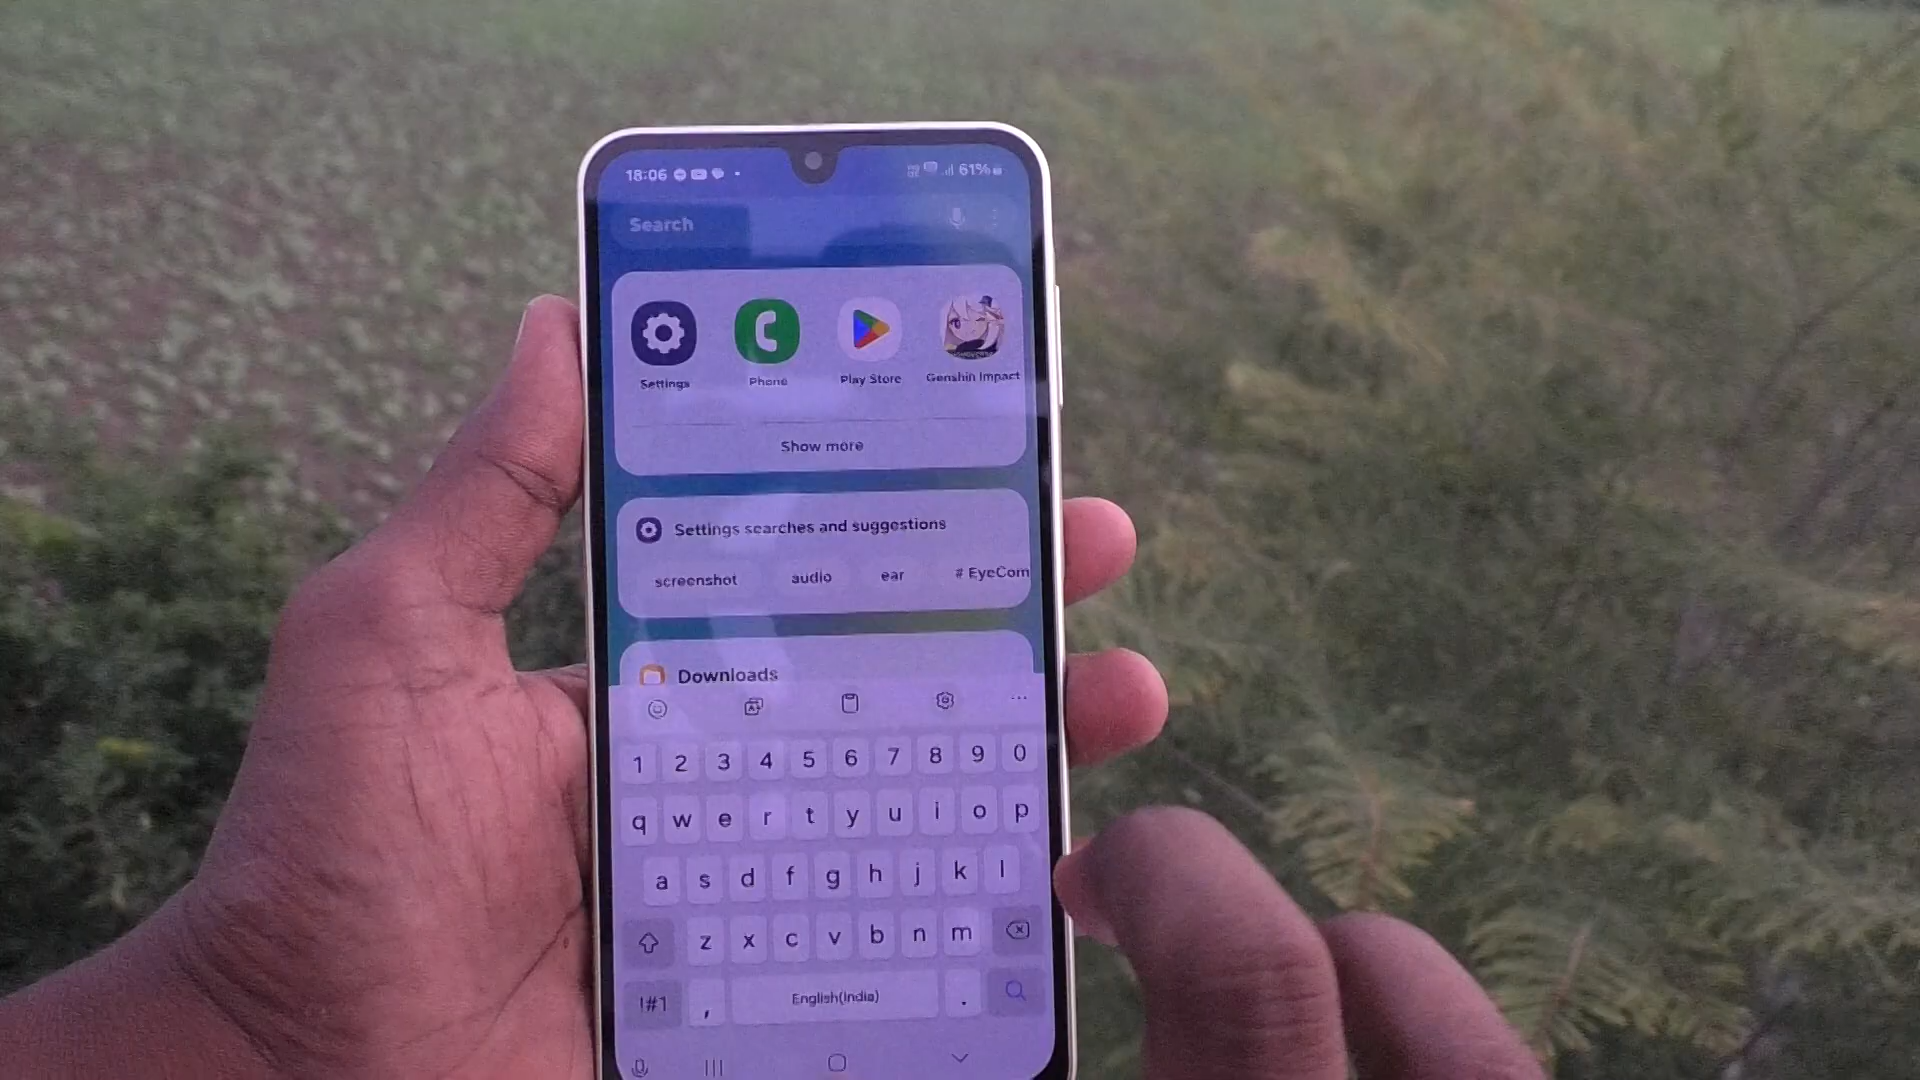 18:06 61%
Search
Settings Phone Play Store Genshin Impact
Show more
Settings searches and suggestions
screenshot audio ear # EyeCom
Downloads
1 2 3 4 5 6 7 8 9 0
q w e r t y u i o p
a s d f g h j k l
z x c v b n m
!#1 , English(India) .